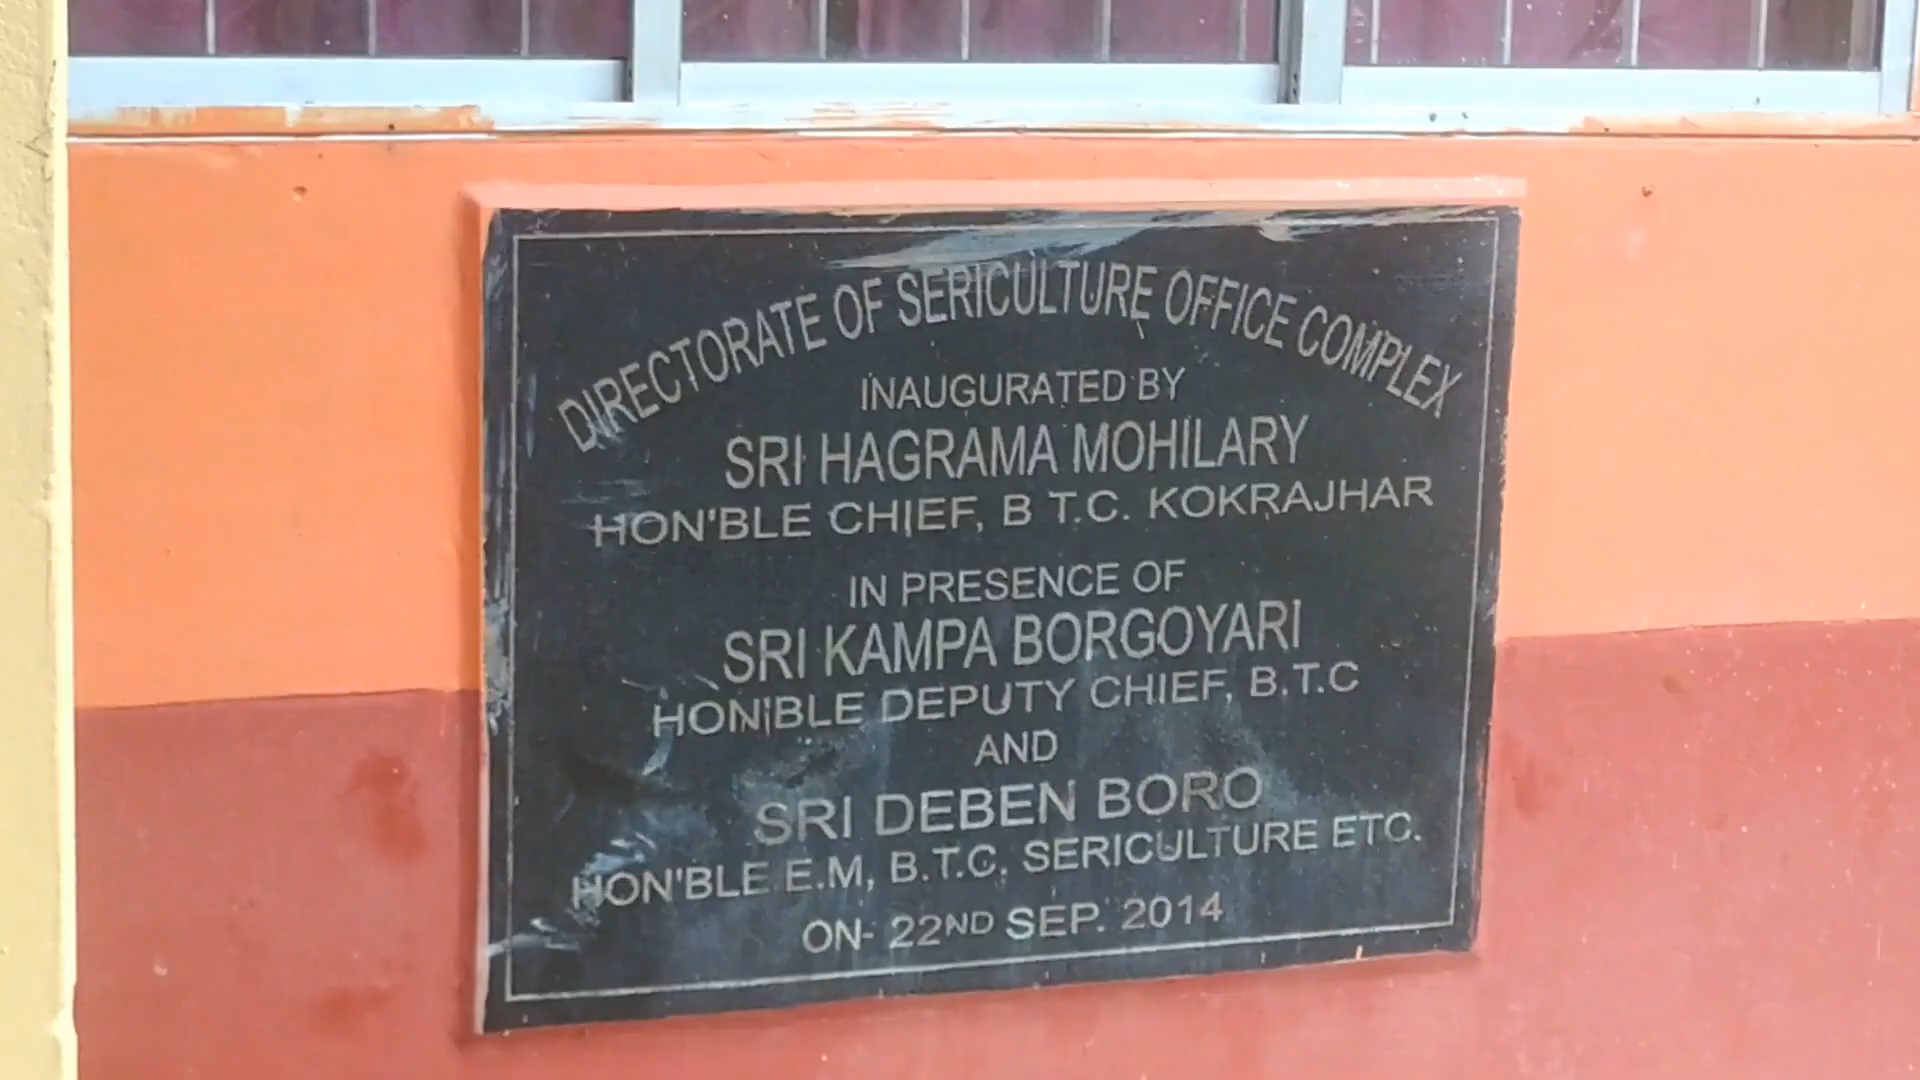 DIRECTORATE OF SERICULTURE OFFICE COMPLEX
INAUGURATED BY
SRI HAGRAMA MOHILARY
HON'BLE CHIEF, B T.C. KOKRAJHAR
IN PRESENCE OF
SRI KAMPA BORGOYARI
HON'BLE DEPUTY CHIEF, B.T.C
AND
SRI DEBEN BORO
HON'BLE E.M, B.T.C. SERICULTURE ETC.
ON- 22ND SEP. 2014